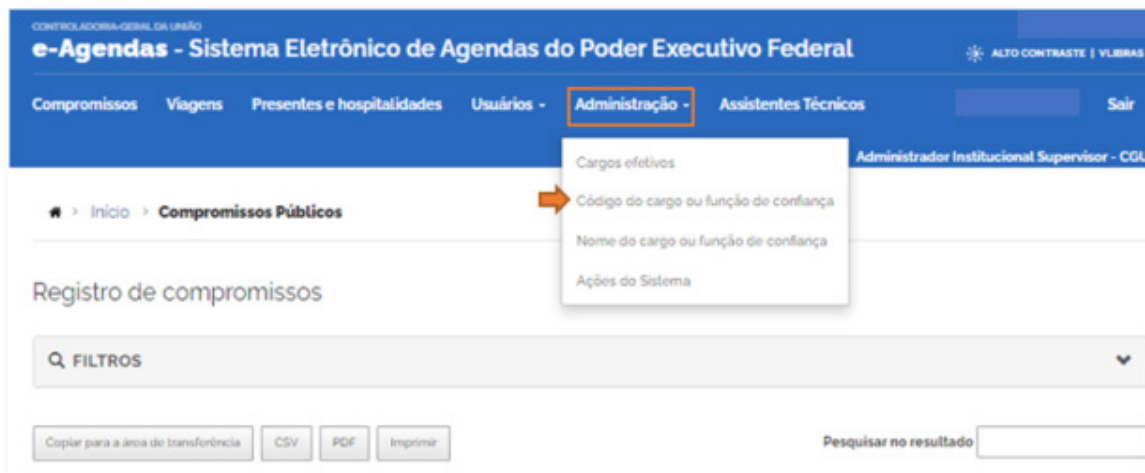 CONTROLADORIA-GERAL DA UNIÃO
e-Agendas - Sistema Eletrônico de Agendas do Poder Executivo Federal
ALTO CONTRASTE | VLIBRAS
Compromissos Viagens Presentes e hospitalidades Usuários - Administração - Assistentes Técnicos Sair
Administrador Institucional Supervisor - CGU
Cargos efetivos
Código do cargo ou função de confiança
Nome do cargo ou função de confiança
Ações do Sistema
> Início > Compromissos Públicos
Registro de compromissos
FILTROS
Copiar para a área de transferência CSV PDF Imprimir Pesquisar no resultado